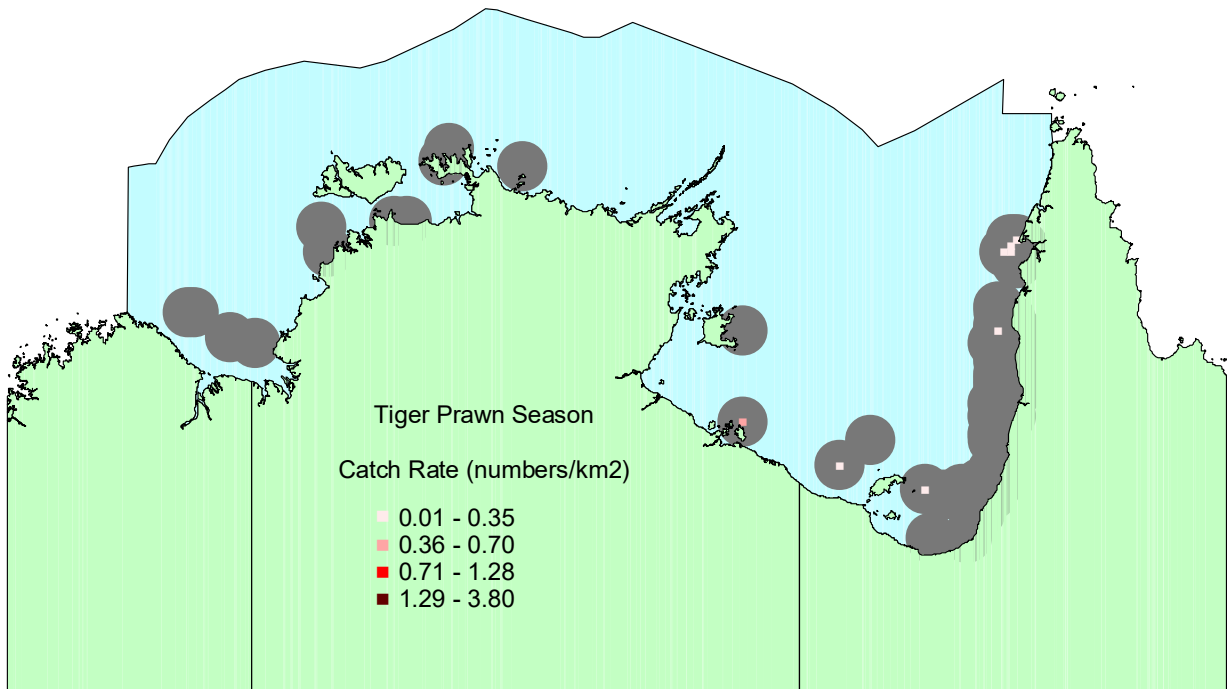 Tiger Prawn Season
Catch Rate (numbers/km2)
0.01 - 0.35
0.36 - 0.70
0.71 - 1.28
1.29 - 3.80